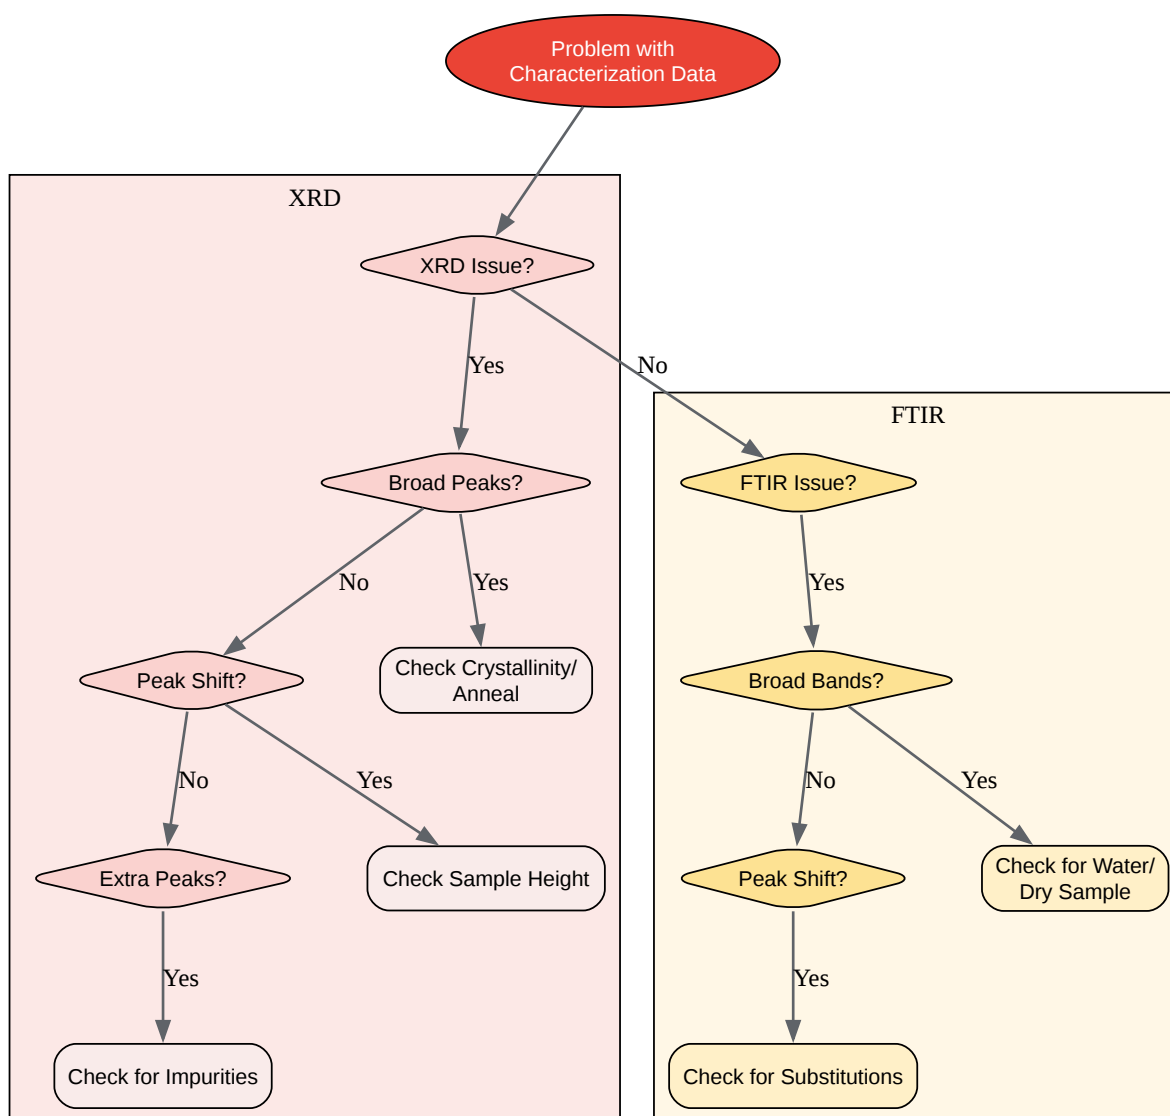 Problem with
Characterization Data
XRD
XRD Issue?
Yes
No
FTIR
Broad Peaks?
FTIR Issue?
No
Yes
Yes
Peak Shift?
Check Crystallinity/
Anneal
Broad Bands?
No
Yes
No
Yes
Extra Peaks?
Check Sample Height
Peak Shift?
Check for Water/
Dry Sample
Yes
Yes
Check for Impurities
Check for Substitutions